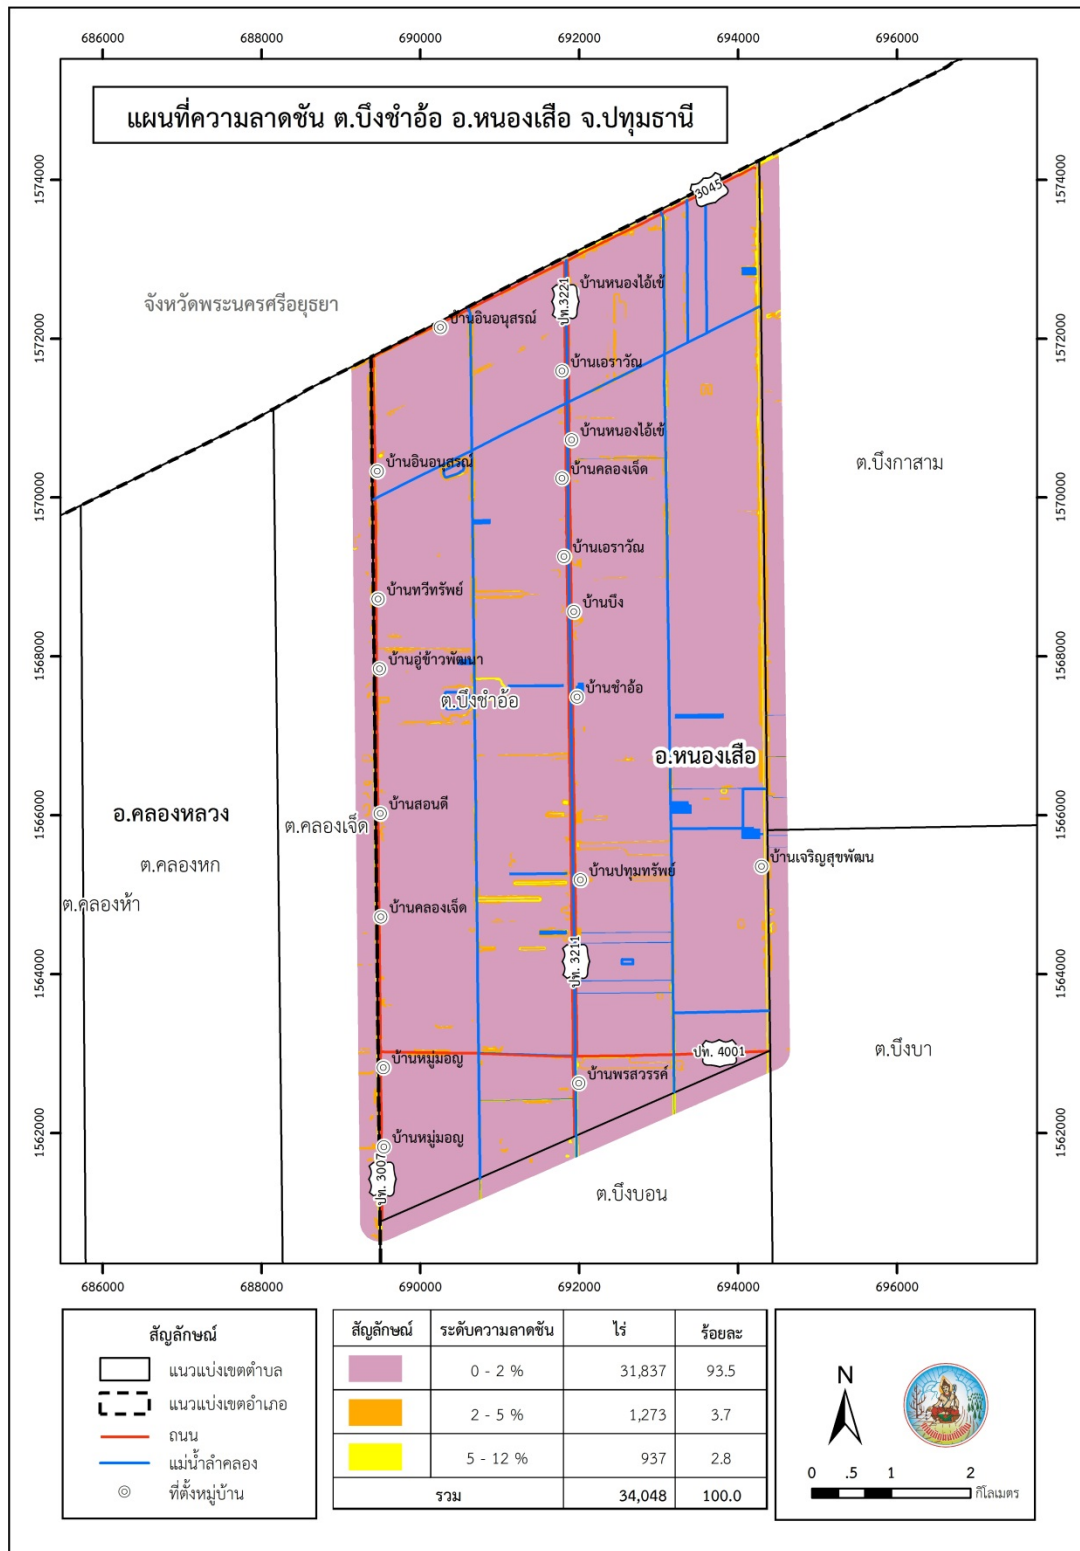 686000 688000 690000 692000 694000 696000
แผนที่ความลาดชัน ต.บึงชำอ้อ อ.หนองเสือ จ.ปทุมธานี
1574000 1574000
3045
จังหวัดพระนครศรีอยุธยา
บ้านหนองไอ้เข้
ปท.3221
บ้านอินอนุสรณ์
1572000 1572000
บ้านเอราวัณ
บ้านหนองไอ้เข้
บ้านอินอนุสรณ์
บ้านคลองเจ็ด
ต.บึงกาสาม
1570000 1570000
บ้านเอราวัณ
บ้านทวีทรัพย์
บ้านบึง
1568000 1568000
บ้านอู่ข้าวพัฒนา
บ้านชำอ้อ
ต.บึงชำอ้อ
อ.หนองเสือ
บ้านสอนดี
1566000 1566000
อ.คลองหลวง
ต.คลองเจ็ด
ต.คลองหก
บ้านเจริญสุขพัฒน
บ้านปทุมทรัพย์
ต.คลองห้า
บ้านคลองเจ็ด
ปท. 3211
1564000 1564000
ปท. 4001
ต.บึงบา
บ้านหมู่มอญ
บ้านพรสวรรค์
1562000 1562000
บ้านหมู่มอญ
ปท. 3007
ต.บึงบอน
686000 688000 690000 692000 694000 696000
สัญลักษณ์
แนวแบ่งเขตตำบล
แนวแบ่งเขตอำเภอ
ถนน
แม่น้ำลำคลอง
ที่ตั้งหมู่บ้าน
สัญลักษณ์ ระดับความลาดชัน ไร่ ร้อยละ
0 - 2 % 31,837 93.5
2 - 5 % 1,273 3.7
5 - 12 % 937 2.8
รวม 34,048 100.0
N
0 .5 1 2
กิโลเมตร